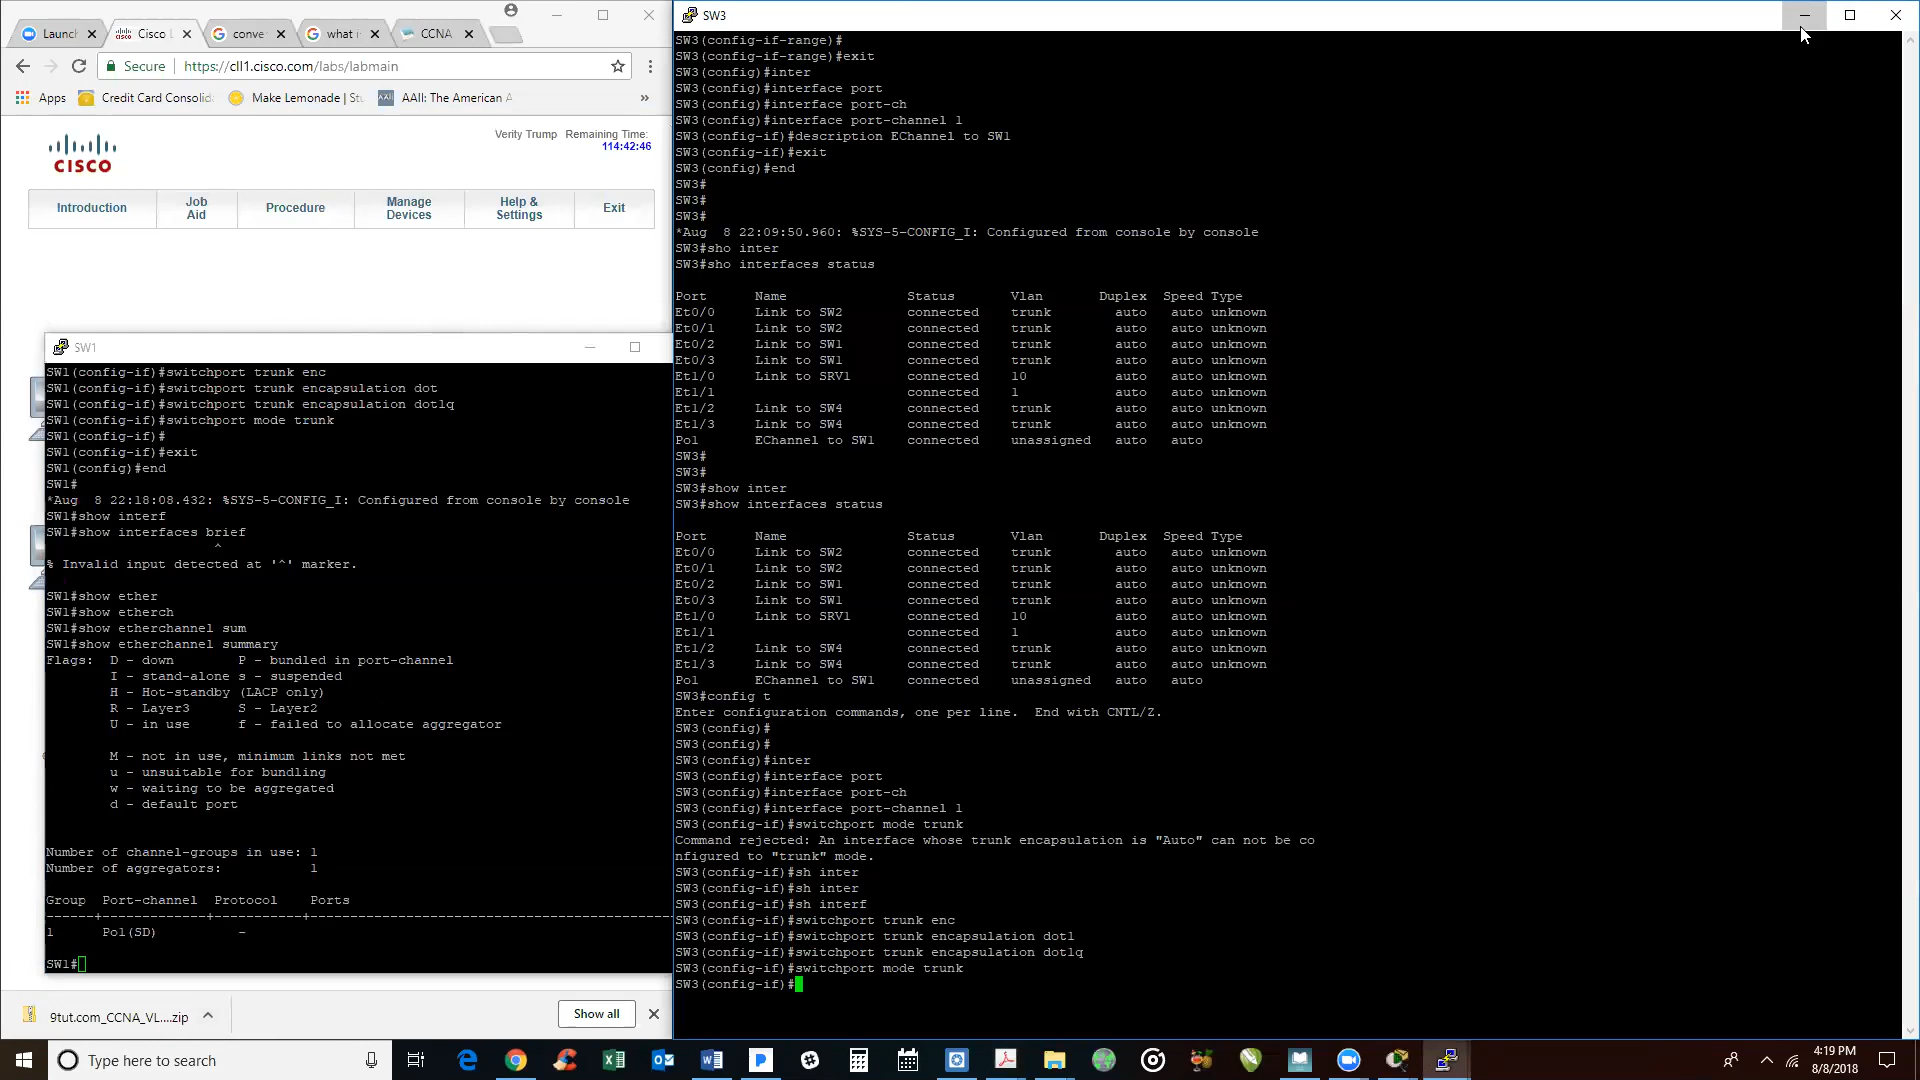 Launch
Cisco L
conve
what is
CCNA
Secure
https://cll1.cisco.com/labs/labmain
Apps
Credit Card Consolid
Make Lemonade | Stu
AAII: The American A
»
CISCO
Verity Trump Remaining Time:
114:42:46
Introduction
Job Aid
Procedure
Manage Devices
Help & Settings
Exit
SW1
SW1(config-if)#switchport trunk enc
SW1(config-if)#switchport trunk encapsulation dot
SW1(config-if)#switchport trunk encapsulation dot1q
SW1(config-if)#switchport mode trunk
SW1(config-if)#
SW1(config-if)#exit
SW1(config)#end
SW1#
*Aug  8 22:18:08.432: %SYS-5-CONFIG_I: Configured from console by console
SW1#show interf
SW1#show interfaces brief
^
% Invalid input detected at '^' marker.
SW1#show ether
SW1#show etherch
SW1#show etherchannel sum
SW1#show etherchannel summary
Flags:  D - down        P - bundled in port-channel
I - stand-alone s - suspended
H - Hot-standby (LACP only)
R - Layer3      S - Layer2
U - in use      f - failed to allocate aggregator
M - not in use, minimum links not met
u - unsuitable for bundling
w - waiting to be aggregated
d - default port
Number of channel-groups in use: 1
Number of aggregators:           1
Group  Port-channel  Protocol    Ports
------+-------------+-----------+-----------------------------------------------
1      Po1(SD)          -
SW1#
SW3
SW3(config-if-range)#
SW3(config-if-range)#exit
SW3(config)#inter
SW3(config)#interface port
SW3(config)#interface port-ch
SW3(config)#interface port-channel 1
SW3(config-if)#description EChannel to SW1
SW3(config-if)#exit
SW3(config)#end
SW3#
SW3#
SW3#
*Aug  8 22:09:50.960: %SYS-5-CONFIG_I: Configured from console by console
SW3#sho inter
SW3#sho interfaces status
Port      Name               Status       Vlan       Duplex  Speed Type
Et0/0     Link to SW2        connected    trunk        auto   auto unknown
Et0/1     Link to SW2        connected    trunk        auto   auto unknown
Et0/2     Link to SW1        connected    trunk        auto   auto unknown
Et0/3     Link to SW1        connected    trunk        auto   auto unknown
Et1/0     Link to SRV1       connected    10           auto   auto unknown
Et1/1                        connected    1            auto   auto unknown
Et1/2     Link to SW4        connected    trunk        auto   auto unknown
Et1/3     Link to SW4        connected    trunk        auto   auto unknown
Po1       EChannel to SW1    connected    unassigned   auto   auto
SW3#
SW3#
SW3#show inter
SW3#show interfaces status
Port      Name               Status       Vlan       Duplex  Speed Type
Et0/0     Link to SW2        connected    trunk        auto   auto unknown
Et0/1     Link to SW2        connected    trunk        auto   auto unknown
Et0/2     Link to SW1        connected    trunk        auto   auto unknown
Et0/3     Link to SW1        connected    trunk        auto   auto unknown
Et1/0     Link to SRV1       connected    10           auto   auto unknown
Et1/1                        connected    1            auto   auto unknown
Et1/2     Link to SW4        connected    trunk        auto   auto unknown
Et1/3     Link to SW4        connected    trunk        auto   auto unknown
Po1       EChannel to SW1    connected    unassigned   auto   auto
SW3#config t
Enter configuration commands, one per line.  End with CNTL/Z.
SW3(config)#
SW3(config)#
SW3(config)#inter
SW3(config)#interface port
SW3(config)#interface port-ch
SW3(config)#interface port-channel 1
SW3(config-if)#switchport mode trunk
Command rejected: An interface whose trunk encapsulation is "Auto" can not be co
nfigured to "trunk" mode.
SW3(config-if)#sh inter
SW3(config-if)#sh inter
SW3(config-if)#sh interf
SW3(config-if)#switchport trunk enc
SW3(config-if)#switchport trunk encapsulation dot1
SW3(config-if)#switchport trunk encapsulation dot1q
SW3(config-if)#switchport mode trunk
SW3(config-if)#
9tut.com_CCNA_VL....zip
Show all
Type here to search
4:19 PM
8/8/2018